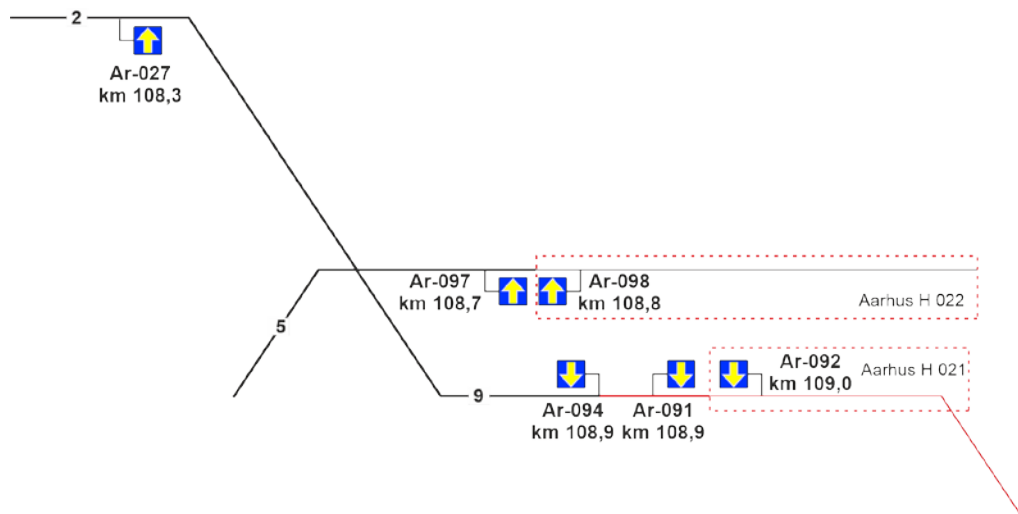 2
Ar-027
km 108,3
Ar-097
km 108,7
Ar-098
km 108,8
Aarhus H 022
5
Ar-092
km 109,0
Aarhus H 021
9
Ar-094
km 108,9
Ar-091
km 108,9